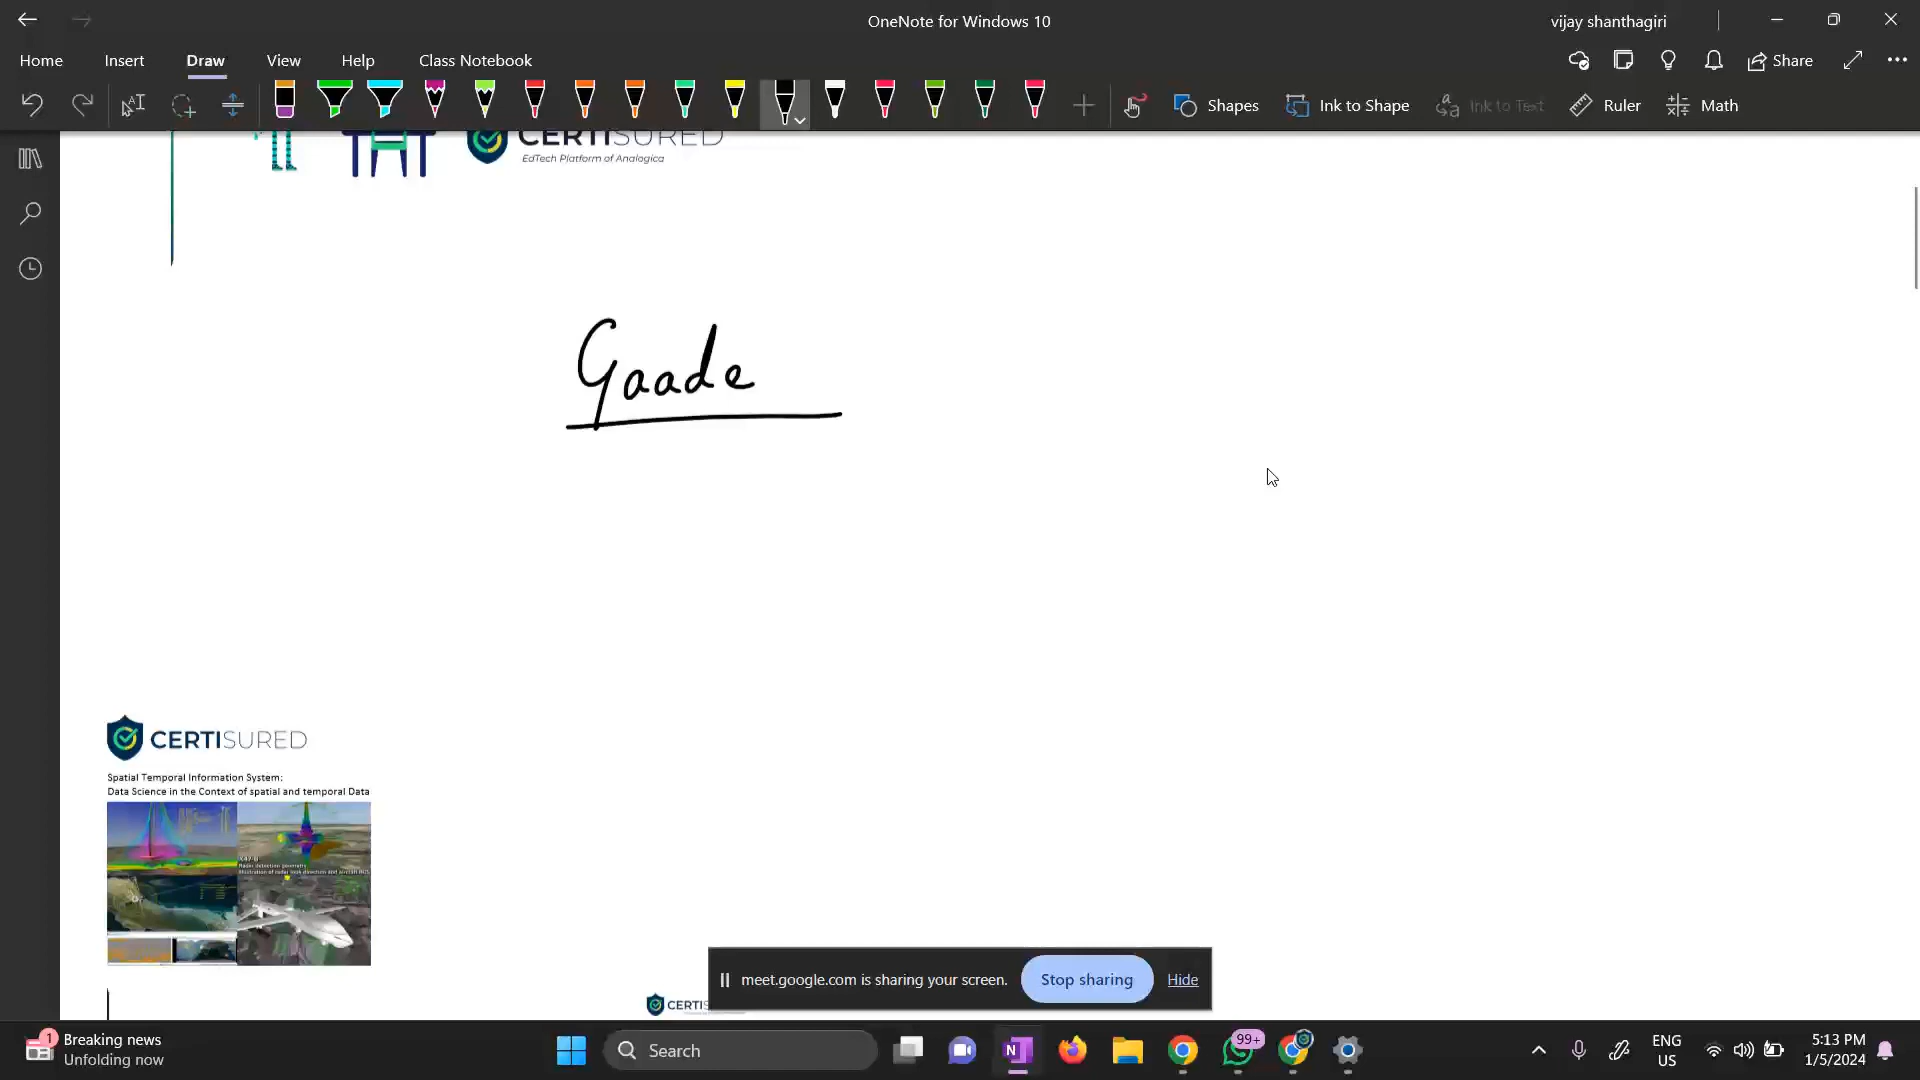 OneNote for Windows 10
vijay shanthagiri
Home Insert Draw View Help Class Notebook
Share
Shapes Ink to Shape Ink to Text Ruler Math
CERTISURED
EdTech Platform of Analogica
Gaade
CERTISURED
Spatial Temporal Information System:
Data Science in the Context of spatial and temporal Data
meet.google.com is sharing your screen. Stop sharing Hide
CERTIS
1 Breaking news
Unfolding now
Search
99+
ENG
US
5:13 PM
1/5/2024